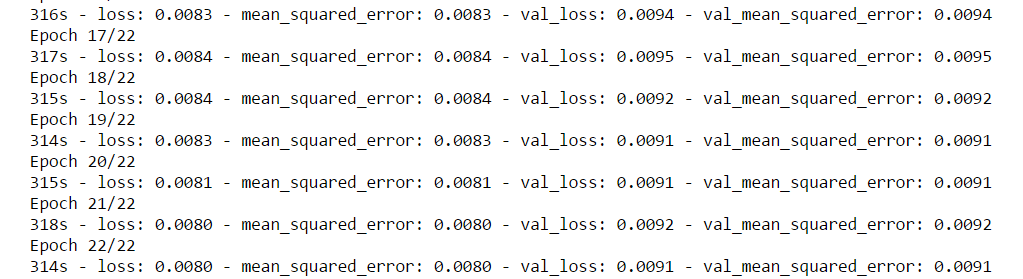 316s - loss: 0.0083 - mean_squared_error: 0.0083 - val_loss: 0.0094 - val_mean_squared_error: 0.0094
Epoch 17/22
317s - loss: 0.0084 - mean_squared_error: 0.0084 - val_loss: 0.0095 - val_mean_squared_error: 0.0095
Epoch 18/22
315s - loss: 0.0084 - mean_squared_error: 0.0084 - val_loss: 0.0092 - val_mean_squared_error: 0.0092
Epoch 19/22
314s - loss: 0.0083 - mean_squared_error: 0.0083 - val_loss: 0.0091 - val_mean_squared_error: 0.0091
Epoch 20/22
315s - loss: 0.0081 - mean_squared_error: 0.0081 - val_loss: 0.0091 - val_mean_squared_error: 0.0091
Epoch 21/22
318s - loss: 0.0080 - mean_squared_error: 0.0080 - val_loss: 0.0092 - val_mean_squared_error: 0.0092
Epoch 22/22
314s - loss: 0.0080 - mean_squared_error: 0.0080 - val_loss: 0.0091 - val_mean_squared_error: 0.0091